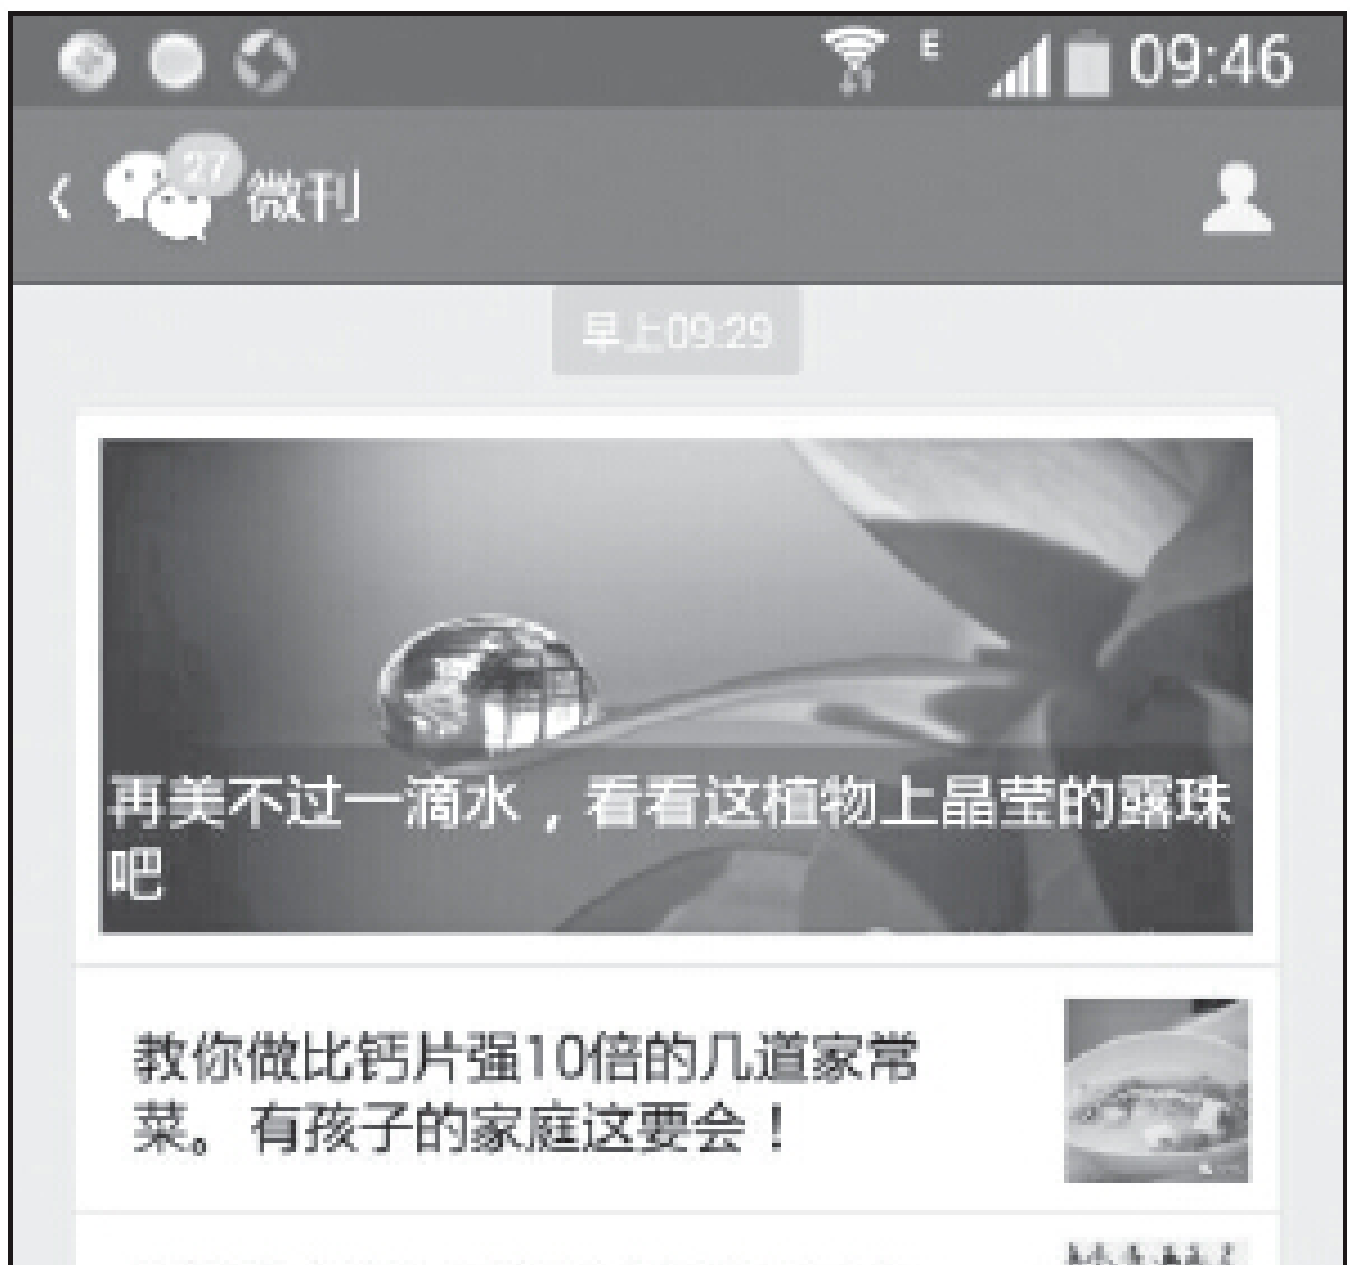 E 09:46
27 微刊
早上09:29
再美不过一滴水，看看这植物上晶莹的露珠
吧
教你做比钙片强10倍的几道家常
菜。有孩子的家庭这要会！